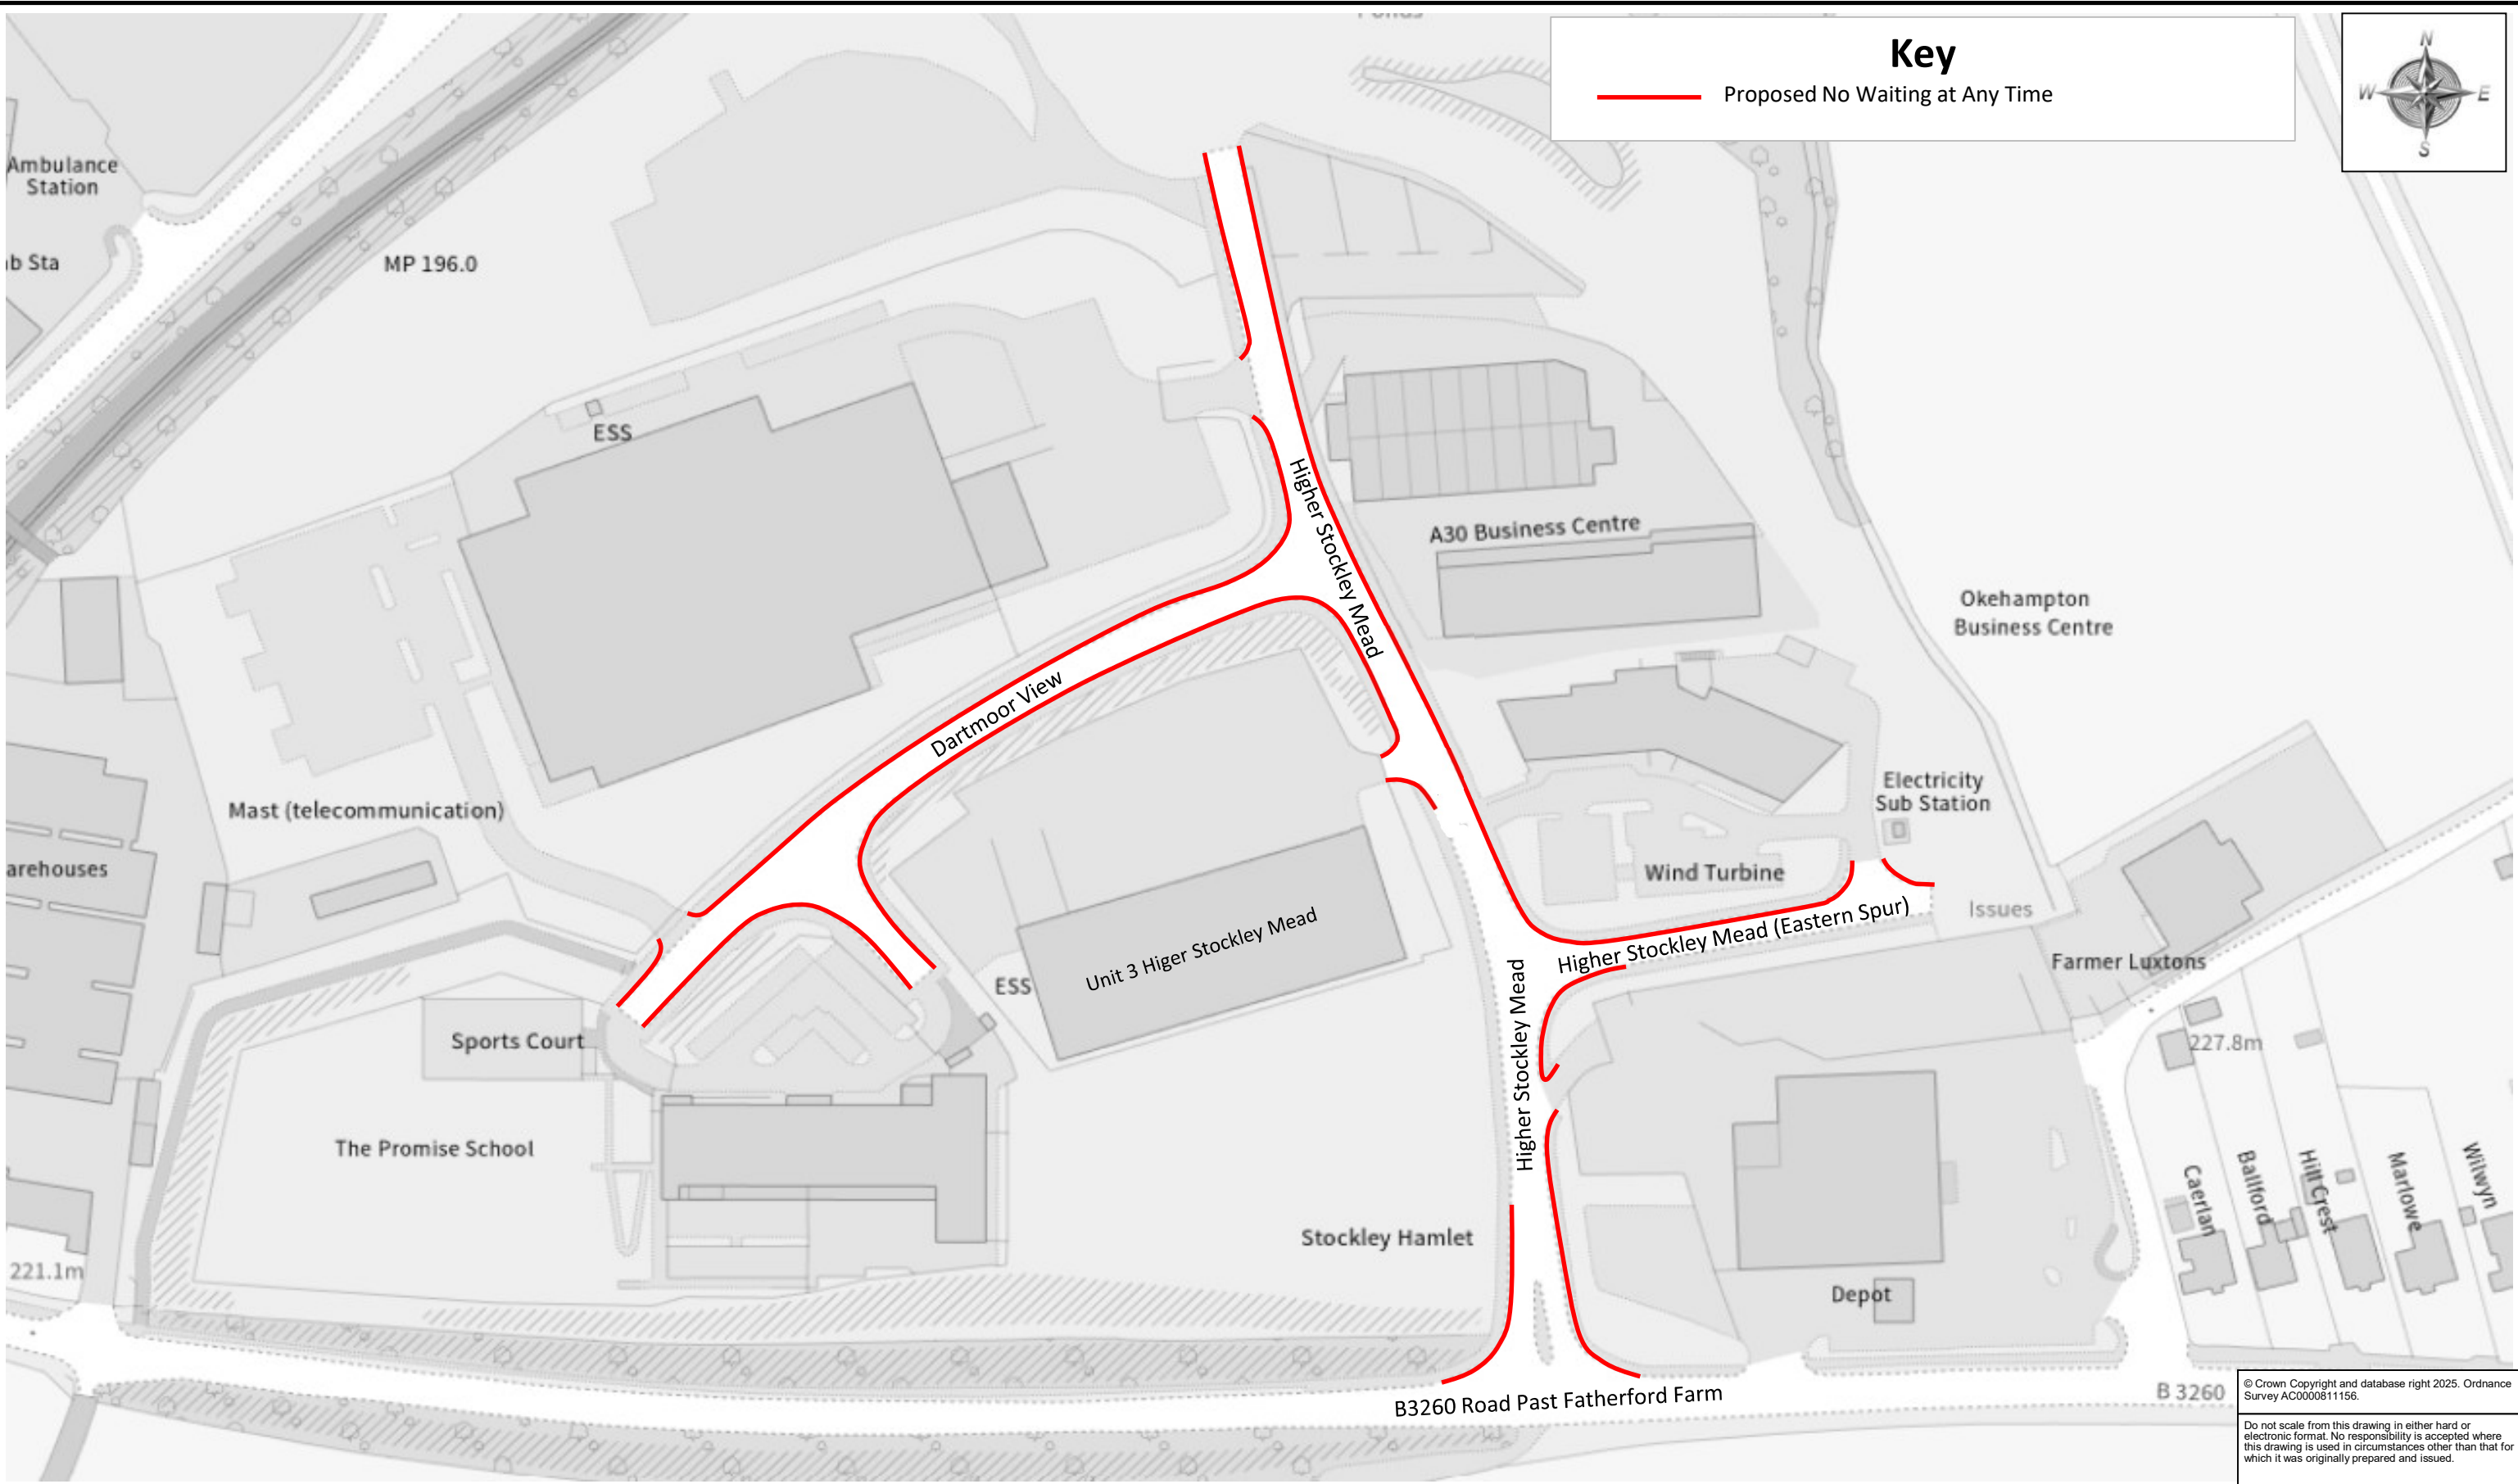 Ponds
Key
Proposed No Waiting at Any Time
N
W
E
S
Ambulance
Station
b Sta
MP 196.0
ESS
Higher Stockley Mead
A30 Business Centre
Okehampton
Business Centre
Dartmoor View
Electricity
Sub Station
Mast (telecommunication)
arehouses
Wind Turbine
Issues
Higher Stockley Mead (Eastern Spur)
Unit 3 Higer Stockley Mead
Farmer Luxtons
ESS
Higher Stockley Mead
Sports Court
227.8m
The Promise School
Caerlan
Ballford
Hill Crest
Marlowe
Wilwyn
Stockley Hamlet
221.1m
Depot
B3260 Road Past Fatherford Farm
B 3260
© Crown Copyright and database right 2025. Ordnance
Survey AC0000811156.
Do not scale from this drawing in either hard or
electronic format. No responsibility is accepted where
this drawing is used in circumstances other than that for
which it was originally prepared and issued.